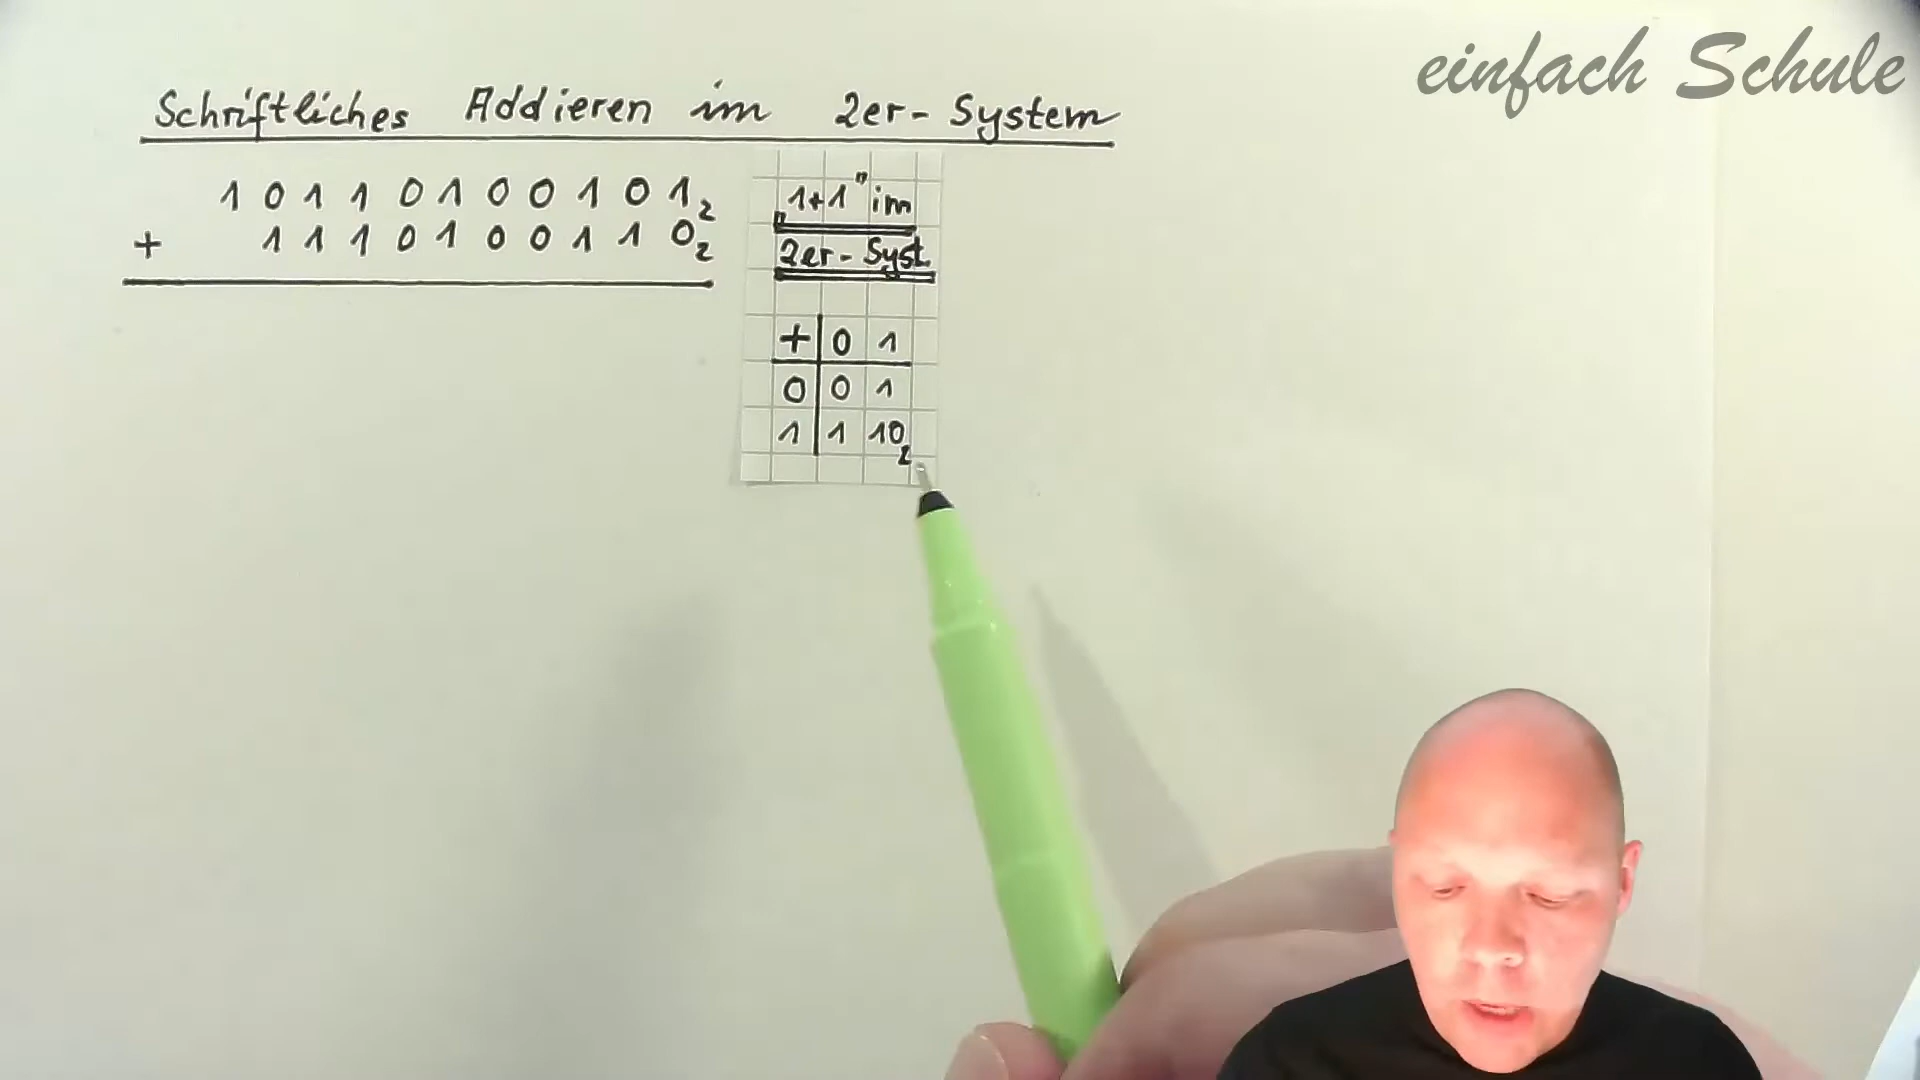 einfach Schule
Schriftliches Addieren im 2er-System
1 0 1 1 0 1 0 0 1 0 1₂
+ 1 1 1 0 1 0 0 1 1 0₂
„1+1" im
2er-Syst.
+ 0 1
0 0 1
1 1 10₂